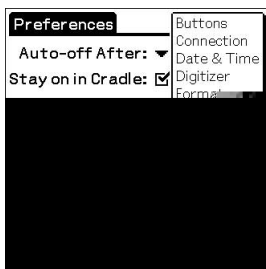 Preferences
Auto-off After:
Stay on in Cradle:
Buttons
Connection
Date & Time
Digitizer